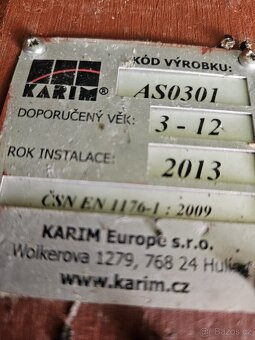 KÓD VÝROBKU:
KARIM® AS0301
DOPORUČENÝ VĚK: 3 - 12
ROK INSTALACE: 2013
ČSN EN 1176-1 : 2009
KARIM Europe s.r.o.
Wolkerova 1279, 768 24 Hulín
www.karim.cz